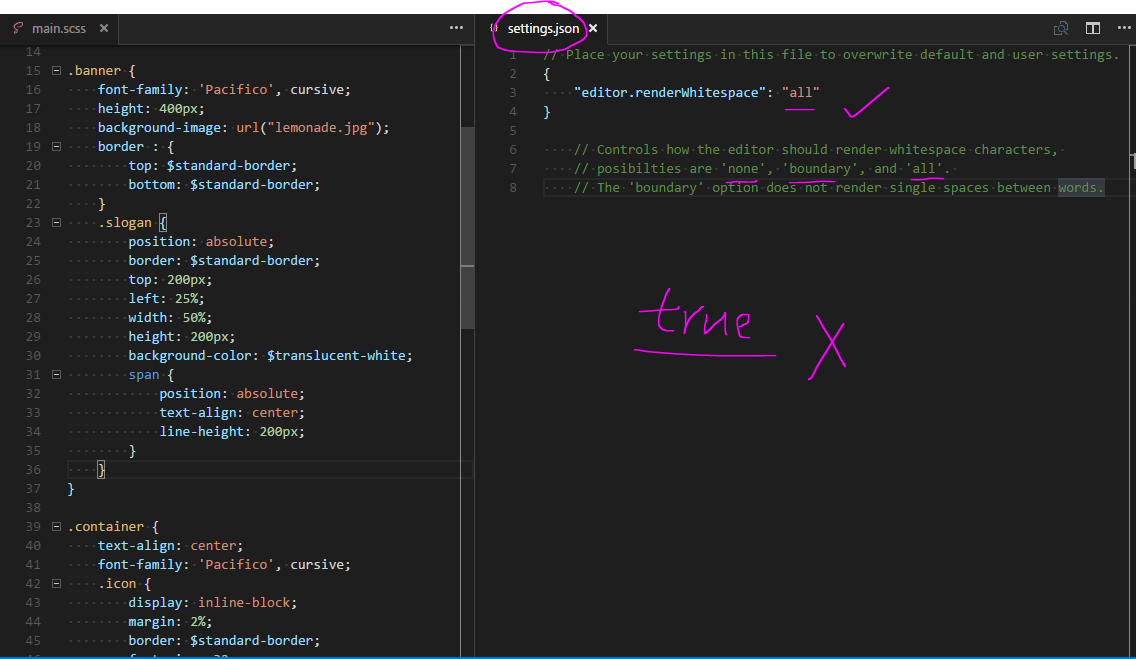 main.scss
14
15 .banner {
16 font-family: 'Pacifico', cursive;
17 height: 400px;
18 background-image: url("lemonade.jpg");
19 border : {
20 top: $standard-border;
21 bottom: $standard-border;
22 }
23 .slogan {
24 position: absolute;
25 border: $standard-border;
26 top: 200px;
27 left: 25%;
28 width: 50%;
29 height: 200px;
30 background-color: $translucent-white;
31 span {
32 position: absolute;
33 text-align: center;
34 line-height: 200px;
35 }
36 }
37 }
38
39 .container {
40 text-align: center;
41 font-family: 'Pacifico', cursive;
42 .icon {
43 display: inline-block;
44 margin: 2%;
45 border: $standard-border;
settings.json
1 // Place your settings in this file to overwrite default and user settings.
2 {
3 "editor.renderWhitespace": "all"
4 }
5
6 // Controls how the editor should render whitespace characters,
7 // posibilties are 'none', 'boundary', and 'all'.
8 // The 'boundary' option does not render single spaces between words.
true X